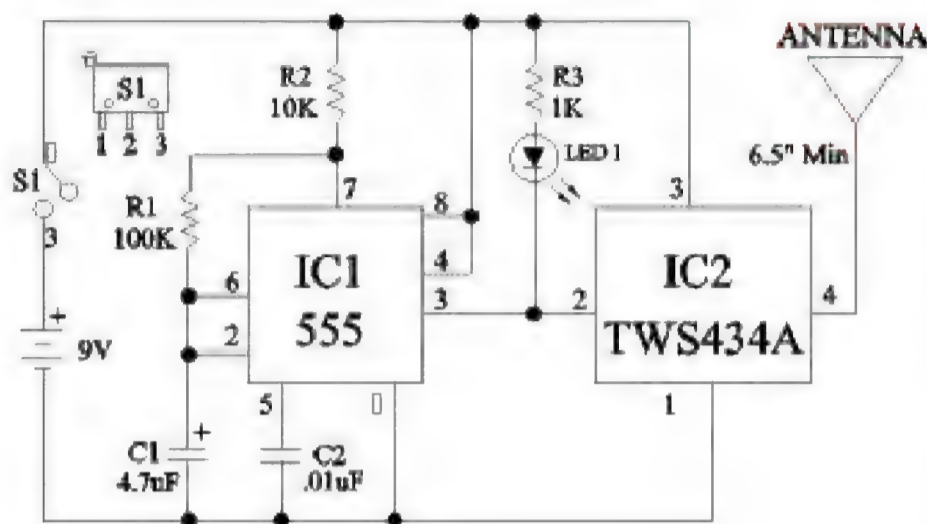 ANTENNA
S1
1 2 3
R2
10K
R3
1K
LED 1
6.5" Min
S1
3
R1
100K
7
8
4
3
6
2
IC1
555
5
3
2
IC2
TWS434A
4
1
+
9V
C1
4.7uF
+
C2
.01uF